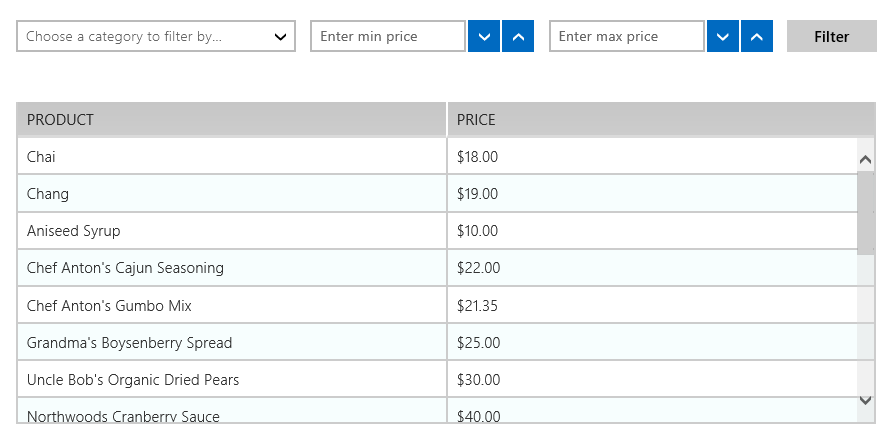 Choose a category to filter by... Enter min price Enter max price Filter
PRODUCT PRICE
Chai $18.00
Chang $19.00
Aniseed Syrup $10.00
Chef Anton's Cajun Seasoning $22.00
Chef Anton's Gumbo Mix $21.35
Grandma's Boysenberry Spread $25.00
Uncle Bob's Organic Dried Pears $30.00
Northwoods Cranberry Sauce $40.00